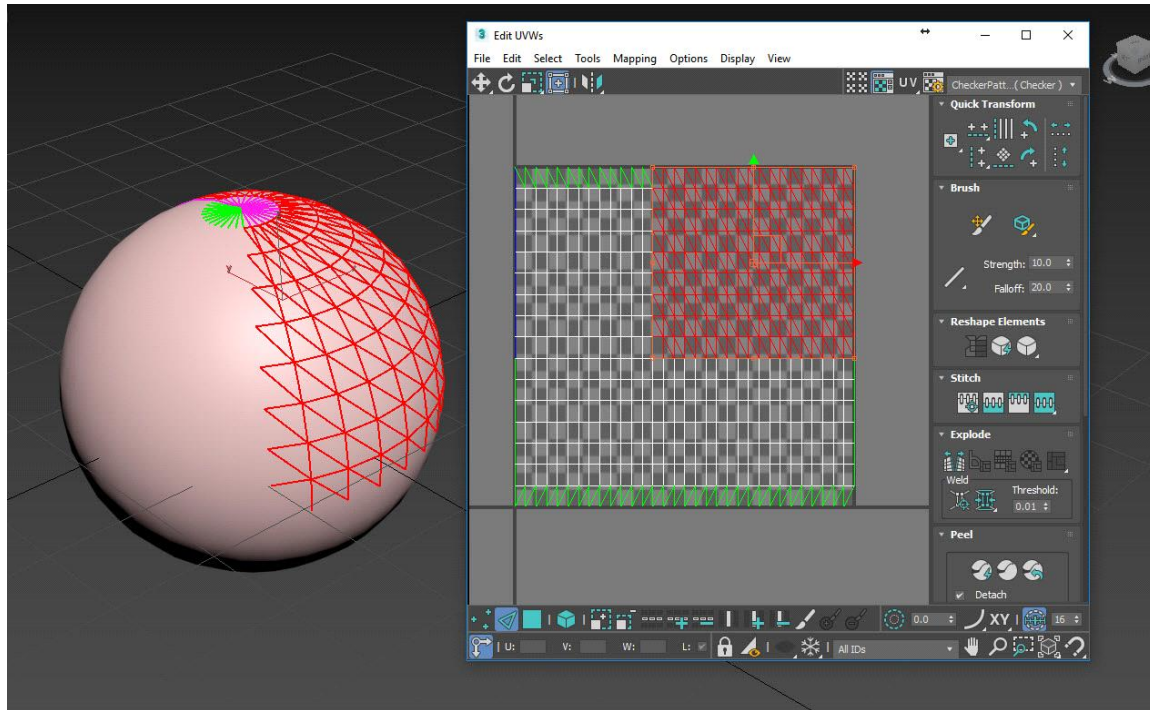 3 Edit UVWs
File Edit Select Tools Mapping Options Display View
UV CheckerPatt...( Checker )
Quick Transform
Brush
Strength: 10.0
Falloff: 20.0
Reshape Elements
Stitch
Explode
Weld
Threshold:
0.01
Peel
Detach
0.0 XY 16
U: V: W: L: All IDs
y